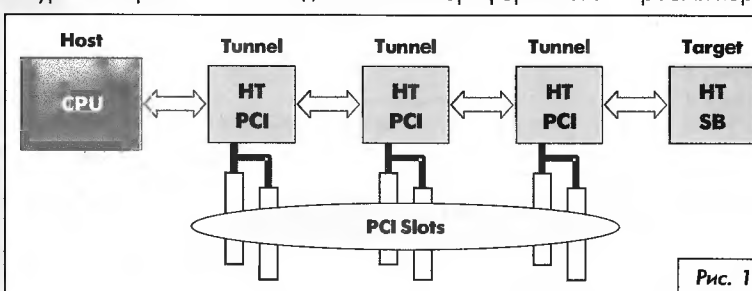 Host Tunnel Tunnel Tunnel Target
CPU HT PCI HT PCI HT PCI HT SB
PCI Slots
Рис. 1